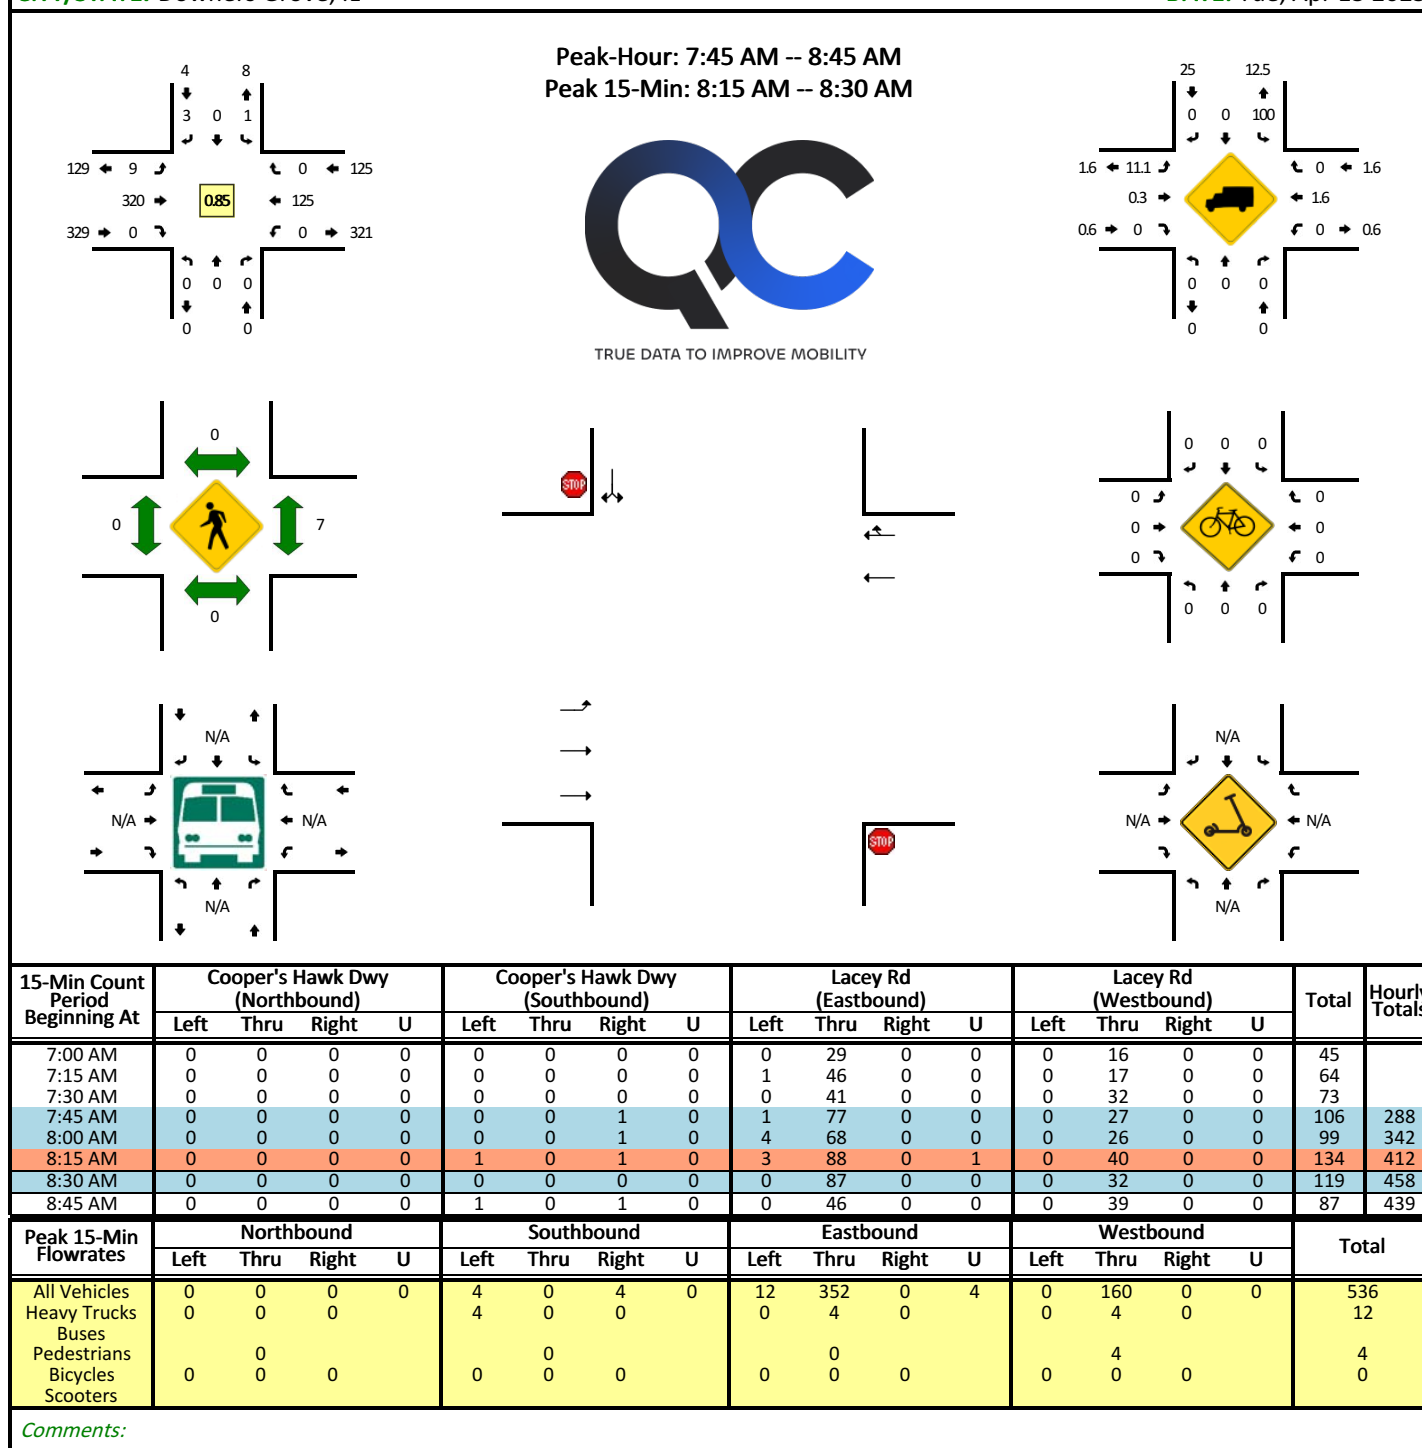 Peak-Hour: 7:45 AM -- 8:45 AM
Peak 15-Min: 8:15 AM -- 8:30 AM
4 8
3 0 1
129 9 0 125
320 0.85 125
329 0 0 321
0 0 0
0 0
25 12.5
0 0 100
1.6 11.1 0 1.6
0.3 1.6
0.6 0 0 0.6
0 0 0
0 0
TRUE DATA TO IMPROVE MOBILITY
0
0 7
0
STOP
STOP
0 0 0
0 0
0 0
0 0
0 0 0
N/A
N/A N/A
N/A
N/A
N/A N/A
N/A
15-Min Count Period Beginning At Cooper's Hawk Dwy (Northbound) Cooper's Hawk Dwy (Southbound) Lacey Rd (Eastbound) Lacey Rd (Westbound) Total Hourly Totals
Left Thru Right U Left Thru Right U Left Thru Right U Left Thru Right U
7:00 AM 0 0 0 0 0 0 0 0 0 29 0 0 0 16 0 0 45
7:15 AM 0 0 0 0 0 0 0 0 1 46 0 0 0 17 0 0 64
7:30 AM 0 0 0 0 0 0 0 0 0 41 0 0 0 32 0 0 73
7:45 AM 0 0 0 0 0 0 1 0 1 77 0 0 0 27 0 0 106 288
8:00 AM 0 0 0 0 0 0 1 0 4 68 0 0 0 26 0 0 99 342
8:15 AM 0 0 0 0 1 0 1 0 3 88 0 1 0 40 0 0 134 412
8:30 AM 0 0 0 0 0 0 0 0 0 87 0 0 0 32 0 0 119 458
8:45 AM 0 0 0 0 1 0 1 0 0 46 0 0 0 39 0 0 87 439
Peak 15-Min Flowrates Northbound Southbound Eastbound Westbound Total
Left Thru Right U Left Thru Right U Left Thru Right U Left Thru Right U
All Vehicles 0 0 0 0 4 0 4 0 12 352 0 4 0 160 0 0 536
Heavy Trucks 0 0 0 4 0 0 0 4 0 0 4 0 12
Buses
Pedestrians 0 0 0 4 4
Bicycles 0 0 0 0 0 0 0 0 0 0 0 0 0
Scooters
Comments: